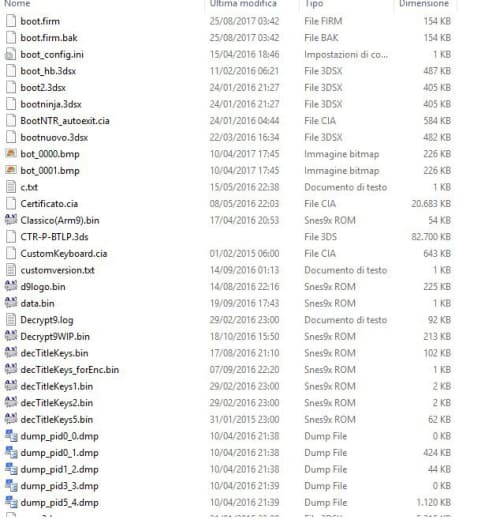 Nome Ultima modifica Tipo Dimensione
boot.firm 25/08/2017 03:42 File FIRM 154 KB
boot.firm.bak 25/08/2017 03:42 File BAK 154 KB
boot_config.ini 15/04/2016 18:46 Impostazioni di co... 1 KB
boot_hb.3dsx 11/02/2016 06:21 File 3DSX 487 KB
boot2.3dsx 24/01/2016 21:27 File 3DSX 405 KB
bootninja.3dsx 24/01/2016 21:27 File 3DSX 405 KB
BootNTR_autoexit.cia 24/01/2016 04:44 File CIA 584 KB
bootnuovo.3dsx 22/03/2016 16:34 File 3DSX 482 KB
bot_0000.bmp 10/04/2017 17:45 Immagine bitmap 226 KB
bot_0001.bmp 10/04/2017 17:45 Immagine bitmap 226 KB
c.txt 15/05/2016 22:38 Documento di testo 1 KB
Certificato.cia 08/05/2016 22:03 File CIA 20.683 KB
Classico(Arm9).bin 17/04/2016 20:53 Snes9x ROM 54 KB
CTR-P-BTLP.3ds File 3DS 82.700 KB
CustomKeyboard.cia 01/02/2015 06:00 File CIA 643 KB
customversion.txt 14/09/2016 01:13 Documento di testo 1 KB
d9logo.bin 14/08/2016 22:16 Snes9x ROM 225 KB
data.bin 19/09/2016 17:43 Snes9x ROM 1 KB
Decrypt9.log 29/02/2016 23:00 Documento di testo 92 KB
Decrypt9WIP.bin 18/10/2016 15:50 Snes9x ROM 213 KB
decTitleKeys.bin 17/08/2016 21:10 Snes9x ROM 102 KB
decTitleKeys_forEnc.bin 07/09/2016 22:20 Snes9x ROM 1 KB
decTitleKeys1.bin 29/02/2016 23:00 Snes9x ROM 2 KB
decTitleKeys2.bin 29/02/2016 23:00 Snes9x ROM 2 KB
decTitleKeys5.bin 31/01/2015 23:00 Snes9x ROM 62 KB
dump_pid0_0.dmp 10/04/2016 21:38 Dump File 0 KB
dump_pid0_1.dmp 10/04/2016 21:38 Dump File 424 KB
dump_pid1_2.dmp 10/04/2016 21:38 Dump File 44 KB
dump_pid3_3.dmp 10/04/2016 21:39 Dump File 0 KB
dump_pid5_4.dmp 10/04/2016 21:39 Dump File 1.120 KB